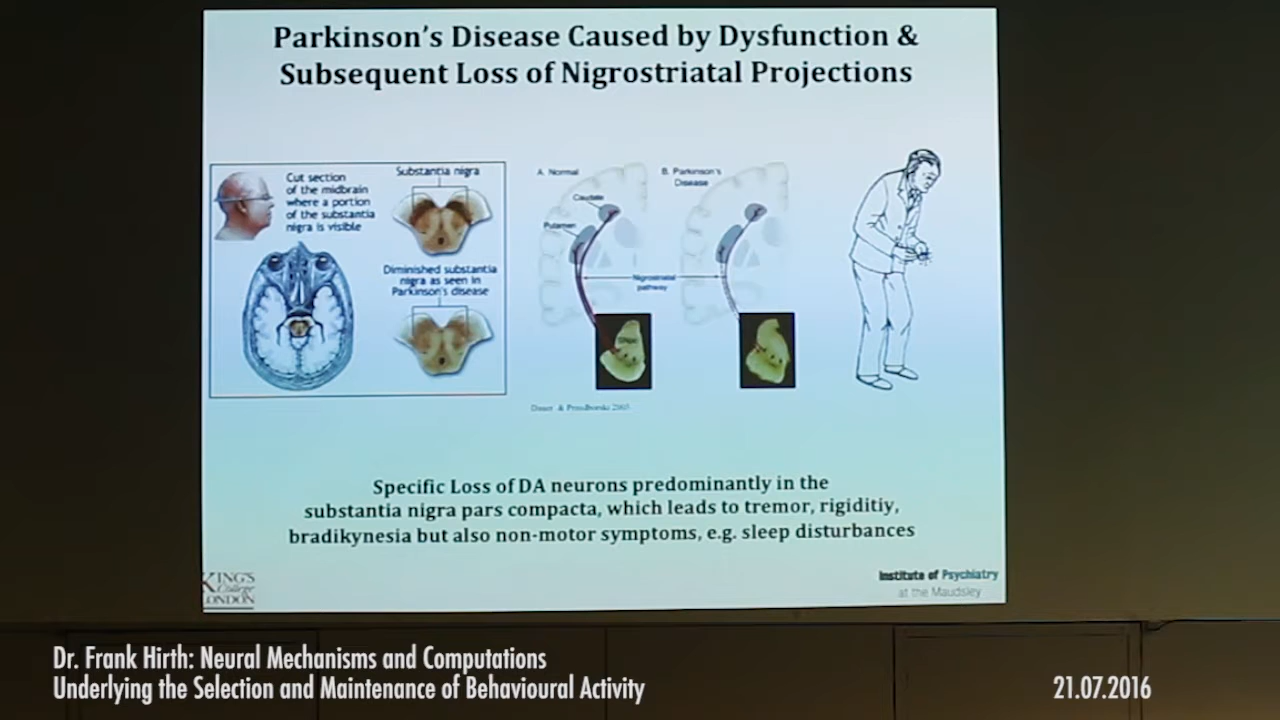 Parkinson's Disease Caused by Dysfunction &
Subsequent Loss of Nigrostriatal Projections
Cut section
of the midbrain
where a portion
of the substantia
nigra is visible
Substantia nigra
Diminished substantia
nigra as seen in
Parkinson's disease
A. Normal
Caudate
Putamen
B. Parkinson's
Disease
Nigrostriatal
pathway
Dauer & Przedborski 2003
Specific Loss of DA neurons predominantly in the
substantia nigra pars compacta, which leads to tremor, rigiditiy,
bradikynesia but also non-motor symptoms, e.g. sleep disturbances
KING'S
College
LONDON
Institute of Psychiatry
at the Maudsley
Dr. Frank Hirth: Neural Mechanisms and Computations
Underlying the Selection and Maintenance of Behavioural Activity
21.07.2016